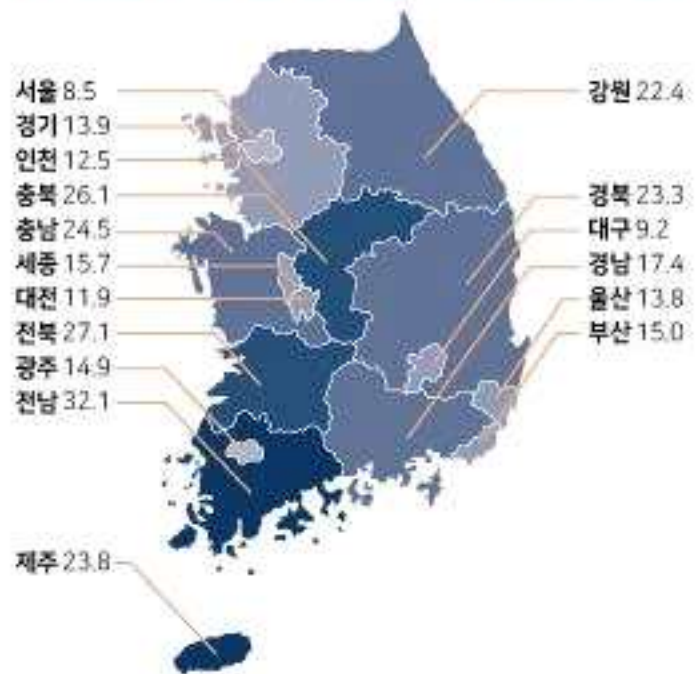 서울 8.5
경기 13.9
인천 12.5
충북 26.1
충남 24.5
세종 15.7
대전 11.9
전북 27.1
광주 14.9
전남 32.1
제주 23.8
강원 22.4
경북 23.3
대구 9.2
경남 17.4
울산 13.8
부산 15.0